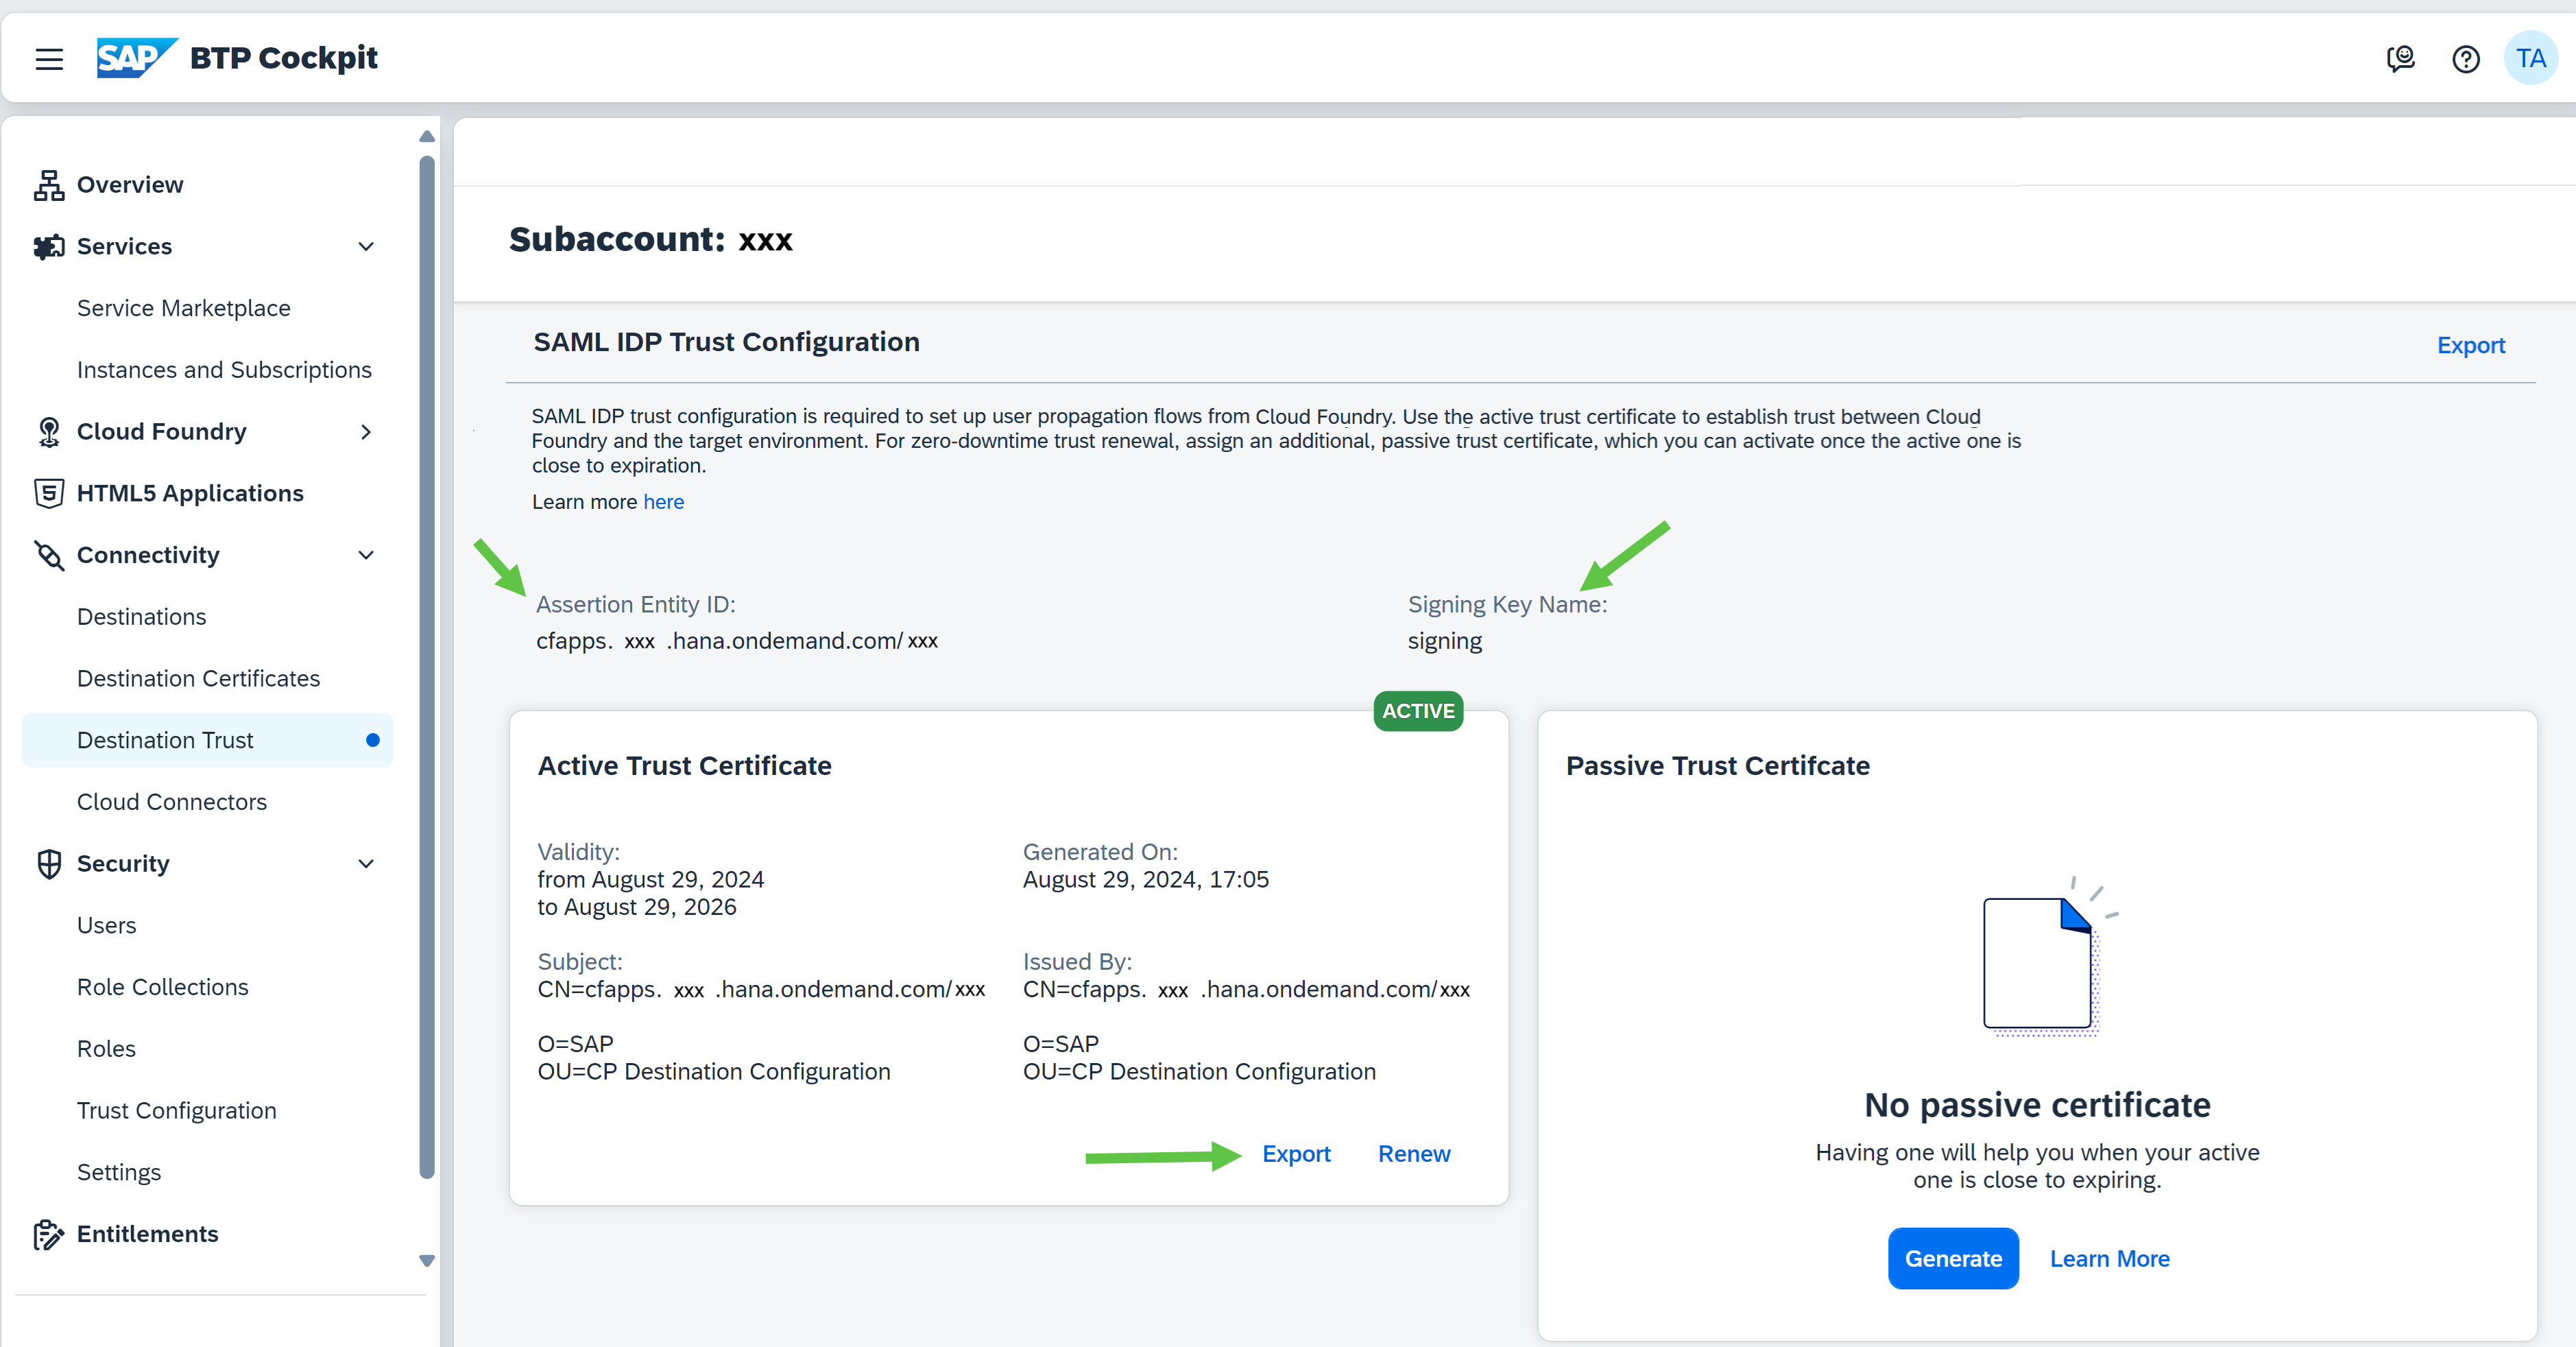 SAP BTP Cockpit
TA
Overview
Services
Service Marketplace
Instances and Subscriptions
Cloud Foundry
HTML5 Applications
Connectivity
Destinations
Destination Certificates
Destination Trust
Cloud Connectors
Security
Users
Role Collections
Roles
Trust Configuration
Settings
Entitlements
Subaccount: xxx
SAML IDP Trust Configuration
Export
SAML IDP trust configuration is required to set up user propagation flows from Cloud Foundry. Use the active trust certificate to establish trust between Cloud
Foundry and the target environment. For zero-downtime trust renewal, assign an additional, passive trust certificate, which you can activate once the active one is
close to expiration.
Learn more here
Assertion Entity ID:
cfapps. xxx .hana.ondemand.com/xxx
Signing Key Name:
signing
ACTIVE
Active Trust Certificate
Validity:
from August 29, 2024
to August 29, 2026
Generated On:
August 29, 2024, 17:05
Subject:
CN=cfapps. xxx .hana.ondemand.com/xxx
O=SAP
OU=CP Destination Configuration
Issued By:
CN=cfapps. xxx .hana.ondemand.com/xxx
O=SAP
OU=CP Destination Configuration
Export Renew
Passive Trust Certifcate
No passive certificate
Having one will help you when your active
one is close to expiring.
Generate Learn More